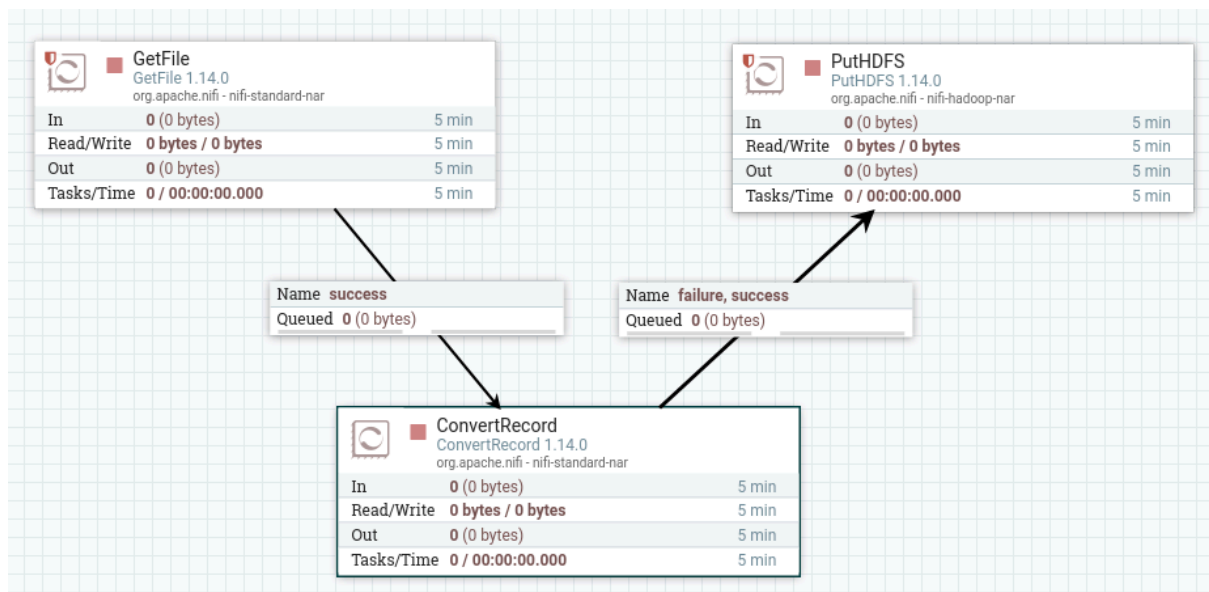 GetFile
GetFile 1.14.0
org.apache.nifi - nifi-standard-nar
In 0 (0 bytes) 5 min
Read/Write 0 bytes / 0 bytes 5 min
Out 0 (0 bytes) 5 min
Tasks/Time 0 / 00:00:00.000 5 min
PutHDFS
PutHDFS 1.14.0
org.apache.nifi - nifi-hadoop-nar
In 0 (0 bytes) 5 min
Read/Write 0 bytes / 0 bytes 5 min
Out 0 (0 bytes) 5 min
Tasks/Time 0 / 00:00:00.000 5 min
Name success
Queued 0 (0 bytes)
Name failure, success
Queued 0 (0 bytes)
ConvertRecord
ConvertRecord 1.14.0
org.apache.nifi - nifi-standard-nar
In 0 (0 bytes) 5 min
Read/Write 0 bytes / 0 bytes 5 min
Out 0 (0 bytes) 5 min
Tasks/Time 0 / 00:00:00.000 5 min